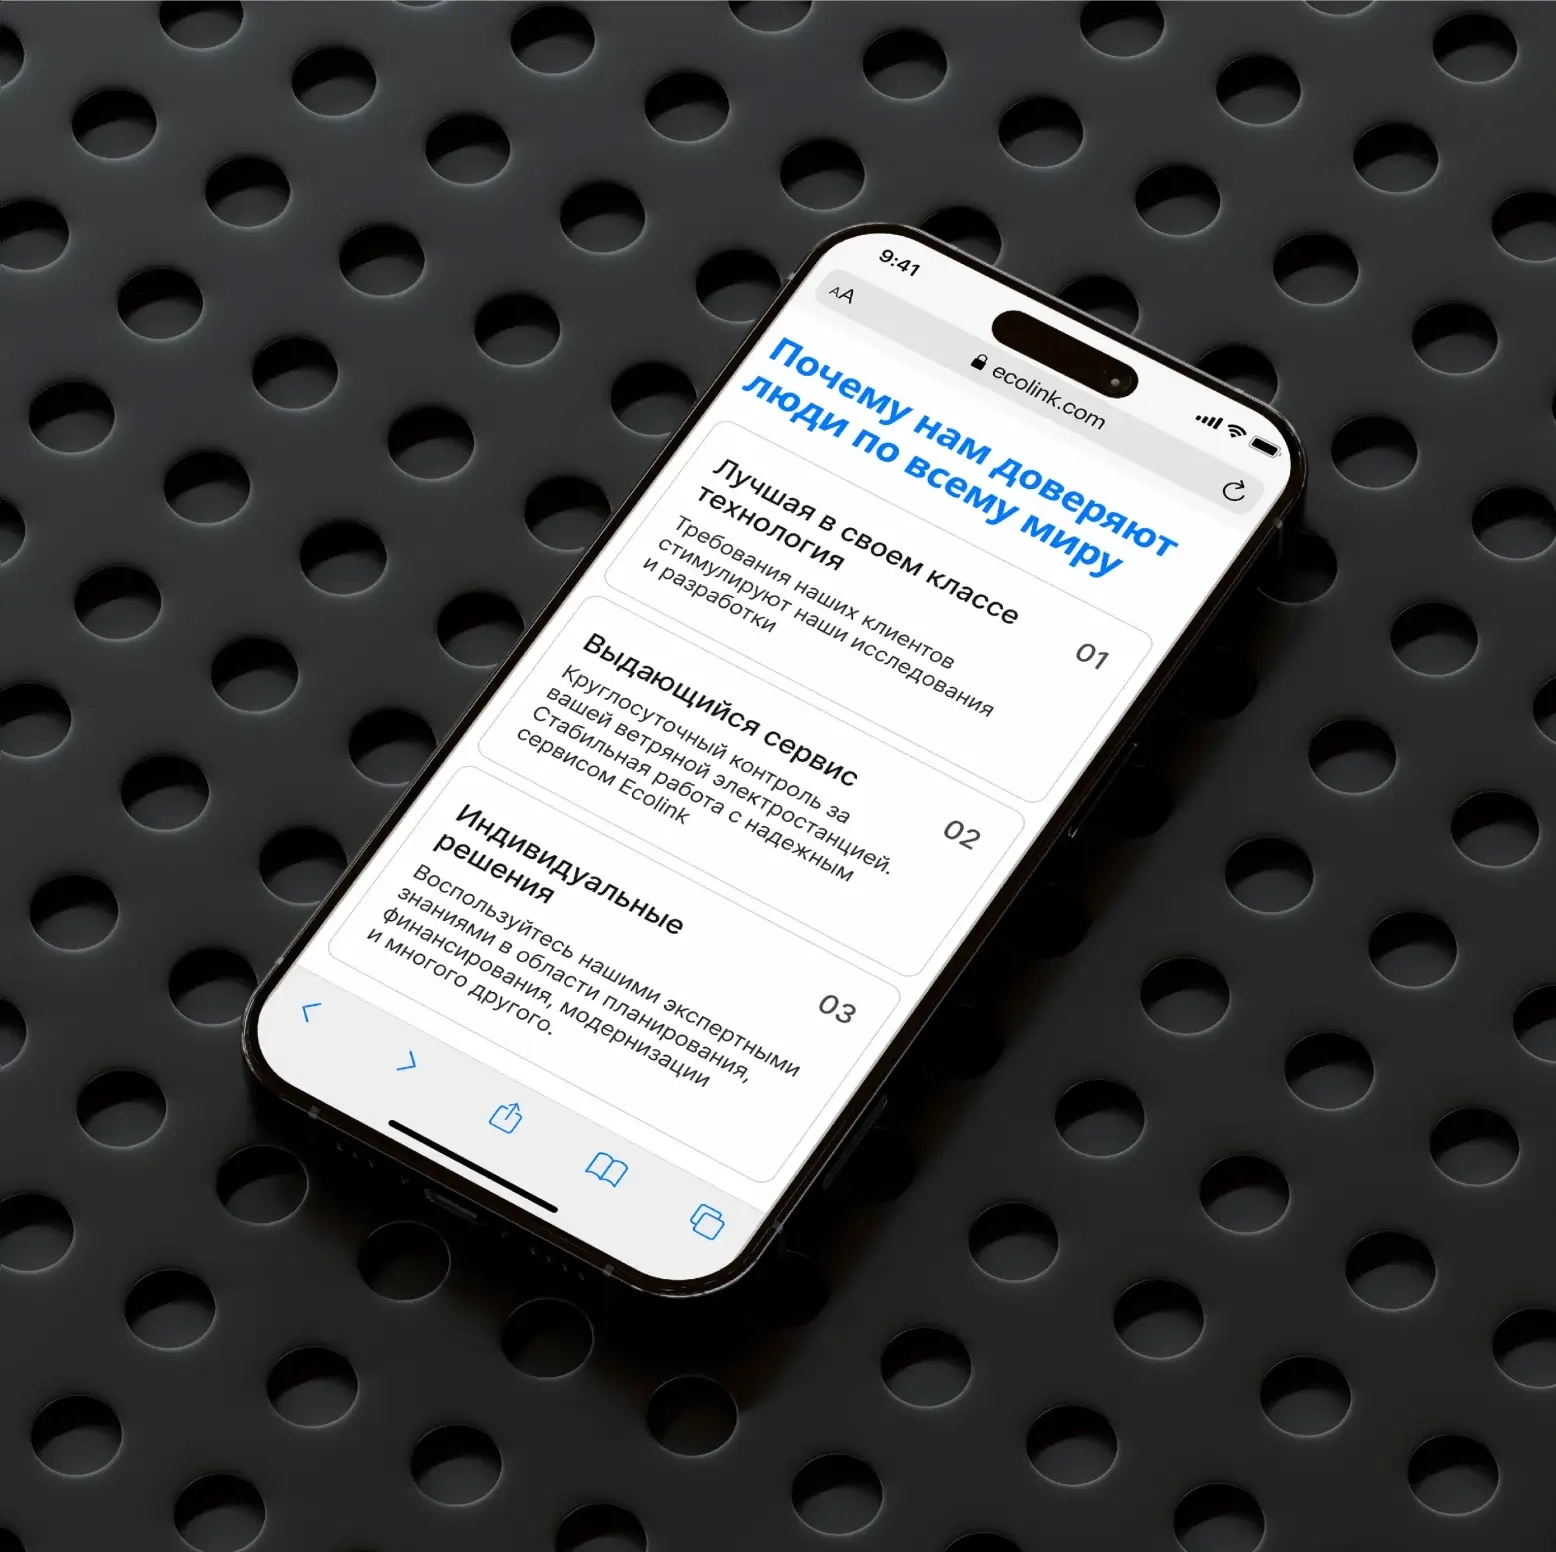 9:41
AA
ecolink.com
Почему нам доверяют
люди по всему миру
Лучшая в своем классе
технология
Требования наших клиентов
стимулируют наши исследования
и разработки
01
Выдающийся сервис
Круглосуточный контроль за
вашей ветряной электростанцией.
Стабильная работа с надежным
сервисом Ecolink
02
Индивидуальные
решения
Воспользуйтесь нашими экспертными
знаниями в области планирования,
финансирования, модернизации
и многого другого.
03